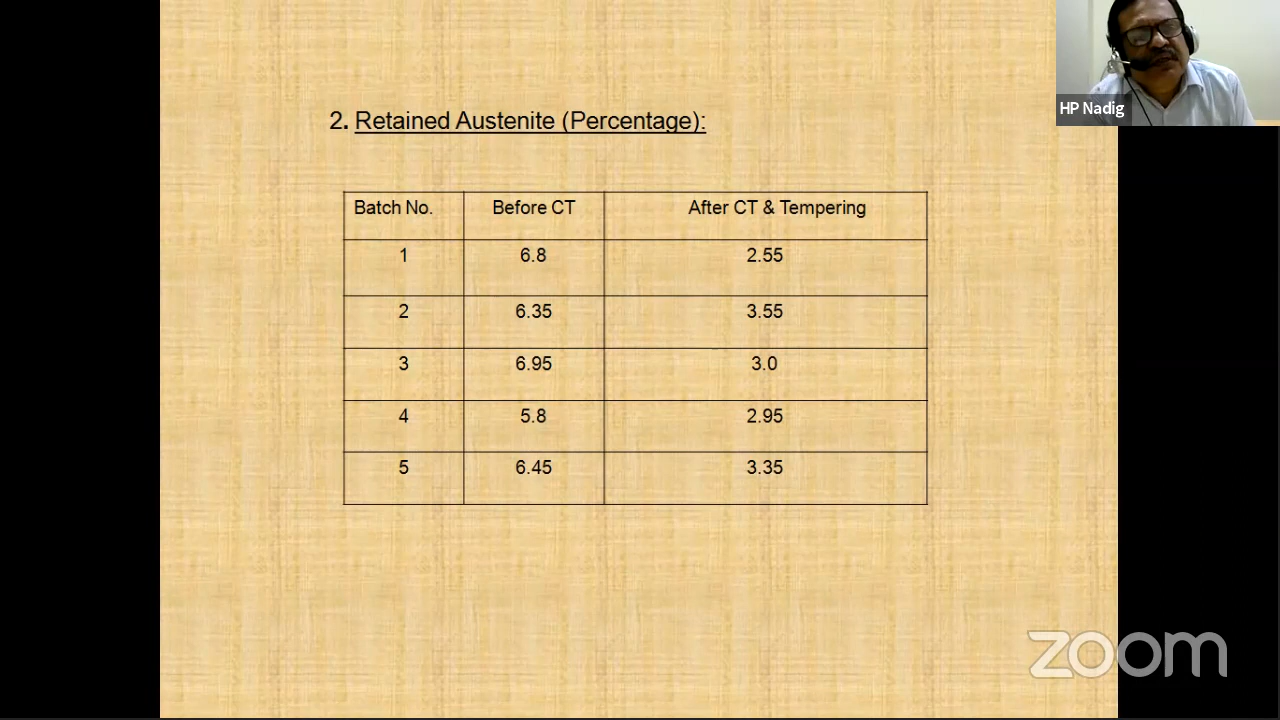 HP Nadig
2. Retained Austenite (Percentage):
Batch No. Before CT After CT & Tempering
1 6.8 2.55
2 6.35 3.55
3 6.95 3.0
4 5.8 2.95
5 6.45 3.35
zoom